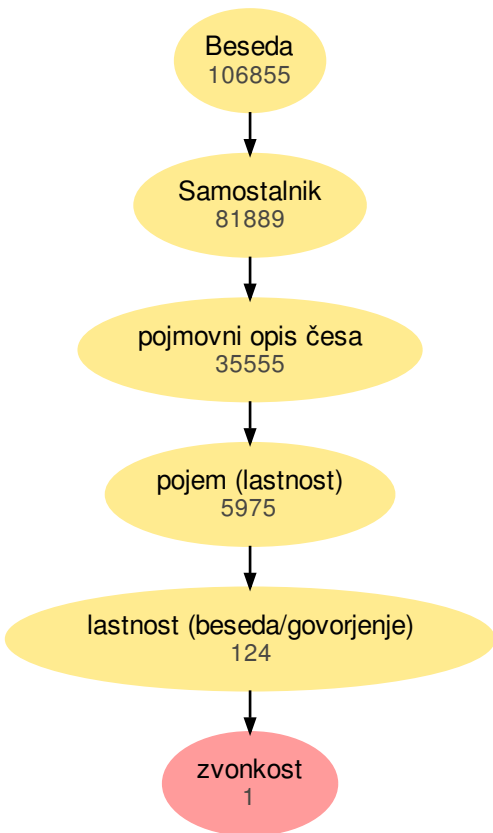 Beseda
106855
Samostalnik
81889
pojmovni opis česa
35555
pojem (lastnost)
5975
lastnost (beseda/govorjenje)
124
zvonkost
1